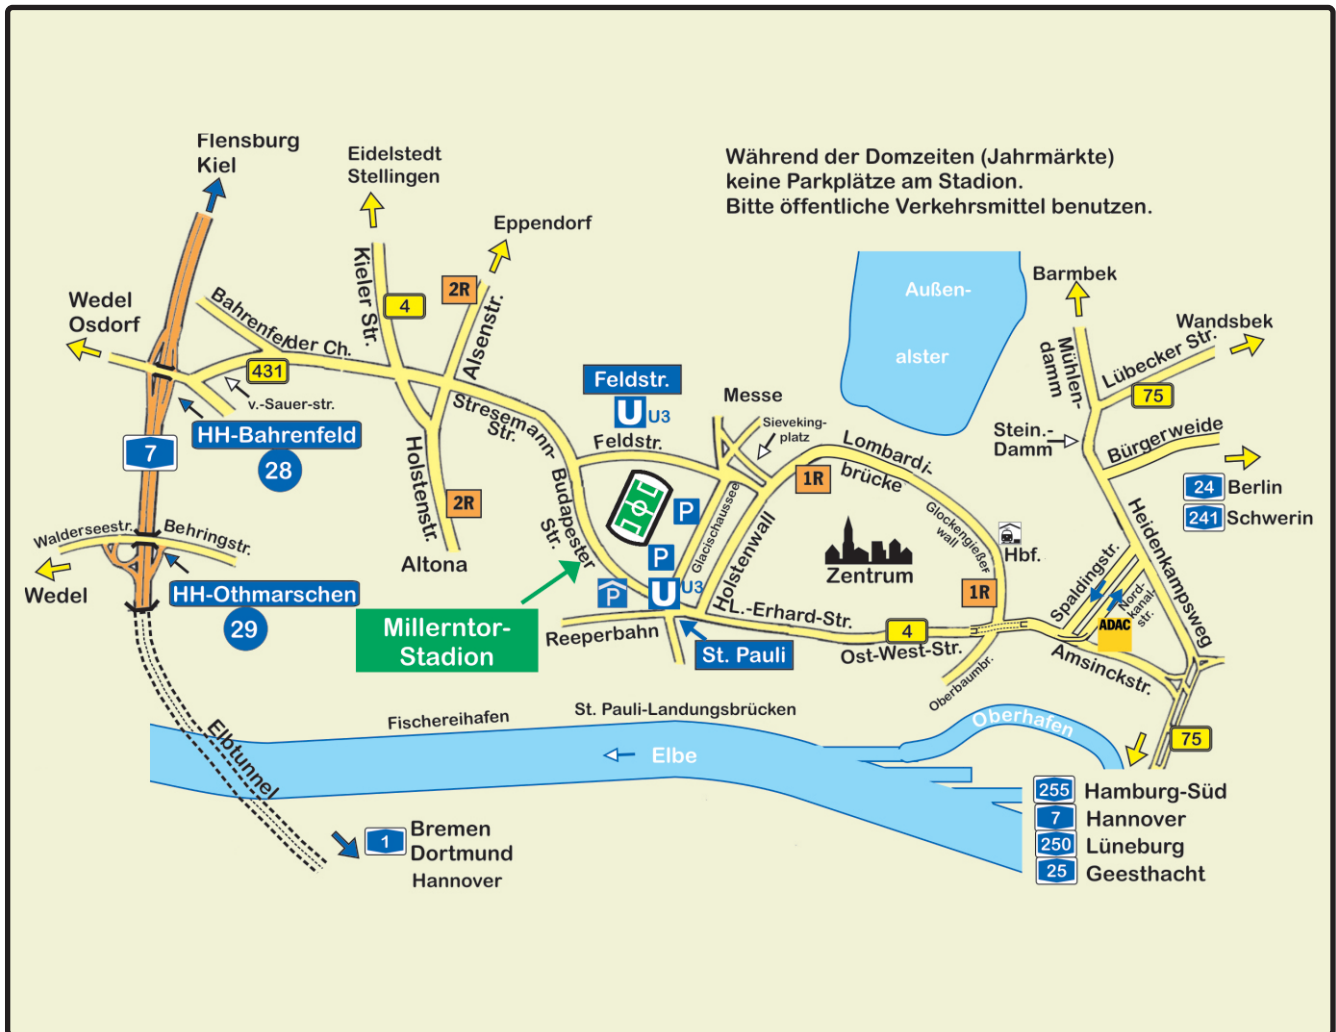 Flensburg
Kiel
Eidelstedt
Stellingen
Während der Domzeiten (Jahrmärkte)
keine Parkplätze am Stadion.
Bitte öffentliche Verkehrsmittel benutzen.
Eppendorf
Wedel
Osdorf
Bahrenfelder Ch.
Kieler Str.
4
2R
Alsenstr.
Außen-
alster
Barmbek
Wandsbek
Mühlen-
damm
Lübecker Str.
75
431
v.-Sauer-str.
HH-Bahrenfeld
28
7
Stresemann-
Str.
Feldstr.
U
U3
Feldstr.
Messe
Sieveking-
platz
Lombardi-
brücke
1R
Stein.-
Damm
Bürgerweide
24
Berlin
241
Schwerin
Holstenstr.
2R
Altona
Budapester
Str.
P
P
P
Glacischaussee
Holstenwall
Glockengießer
wall
Hbf.
Zentrum
1R
Heidenkampsweg
Spaldingstr.
Nord-
kanal-
str.
ADAC
Walderseestr.
Behringstr.
Wedel
HH-Othmarschen
29
Millerntor-
Stadion
U
U3
Reeperbahn
St. Pauli
L.-Erhard-Str.
4
Ost-West-Str.
Oberbaumbr.
Amsinckstr.
75
Elbtunnel
Fischereihafen
St. Pauli-Landungsbrücken
Elbe
Oberhafen
1
Bremen
Dortmund
Hannover
255
Hamburg-Süd
7
Hannover
250
Lüneburg
25
Geesthacht